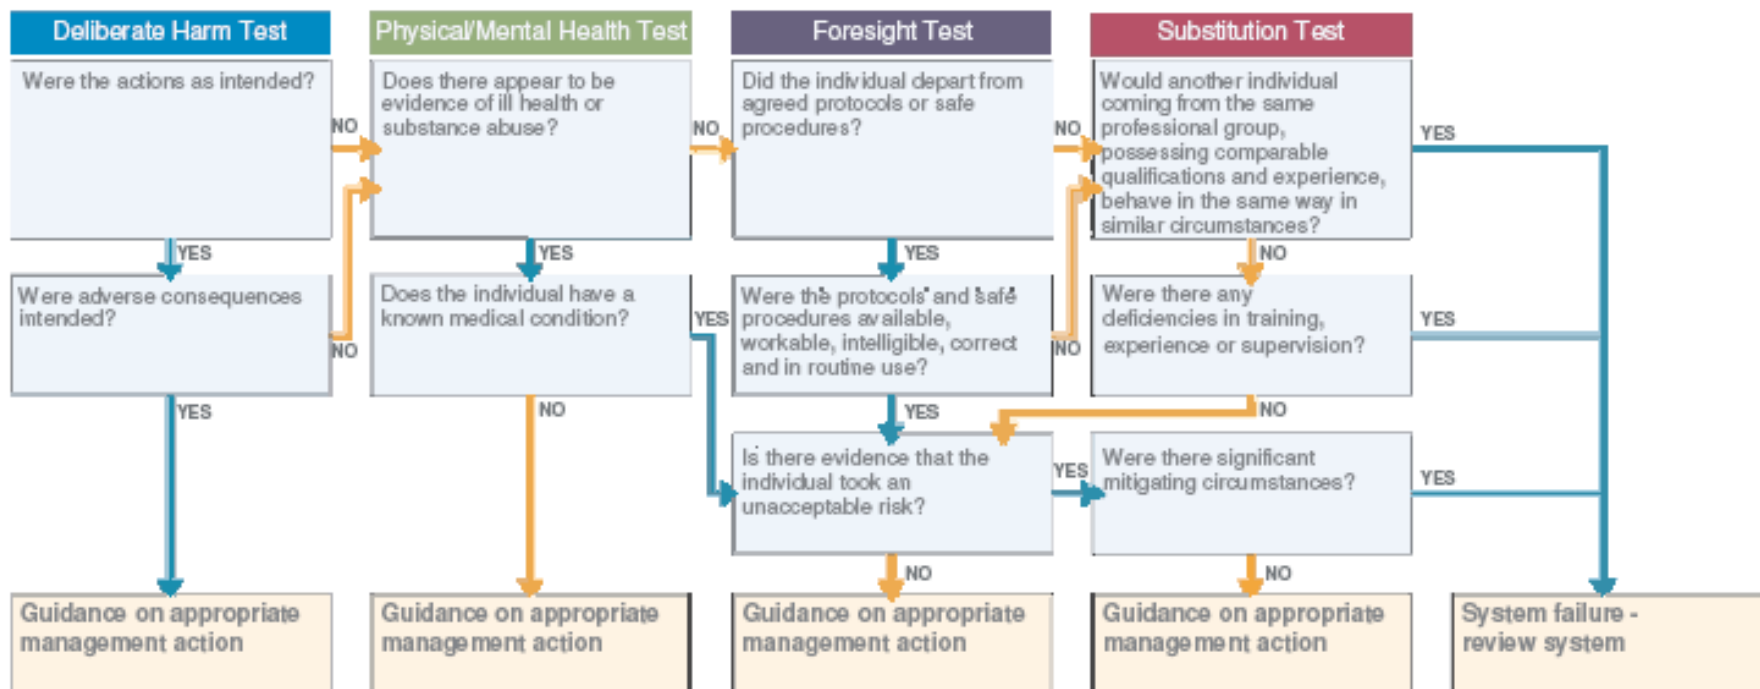 Deliberate Harm Test
Physical/Mental Health Test
Foresight Test
Substitution Test
Were the actions as intended?
NO
YES
Were adverse consequences
intended?
NO
YES
Guidance on appropriate
management action
Does there appear to be
evidence of ill health or
substance abuse?
NO
YES
Does the individual have a
known medical condition?
YES
NO
Guidance on appropriate
management action
Did the individual depart from
agreed protocols or safe
procedures?
NO
YES
Were the protocols and safe
procedures available,
workable, intelligible, correct
and in routine use?
NO
YES
Is there evidence that the
individual took an
unacceptable risk?
YES
NO
Guidance on appropriate
management action
Would another individual
coming from the same
professional group,
possessing comparable
qualifications and experience,
behave in the same way in
similar circumstances?
YES
NO
Were there any
deficiencies in training,
experience or supervision?
YES
NO
Were there significant
mitigating circumstances?
YES
NO
Guidance on appropriate
management action
System failure -
review system